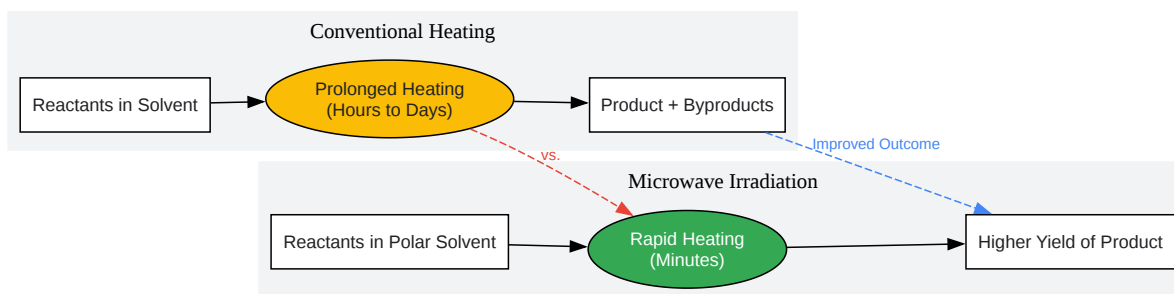 Conventional Heating
Reactants in Solvent
Prolonged Heating
(Hours to Days)
Product + Byproducts
vs.
Improved Outcome
Microwave Irradiation
Reactants in Polar Solvent
Rapid Heating
(Minutes)
Higher Yield of Product